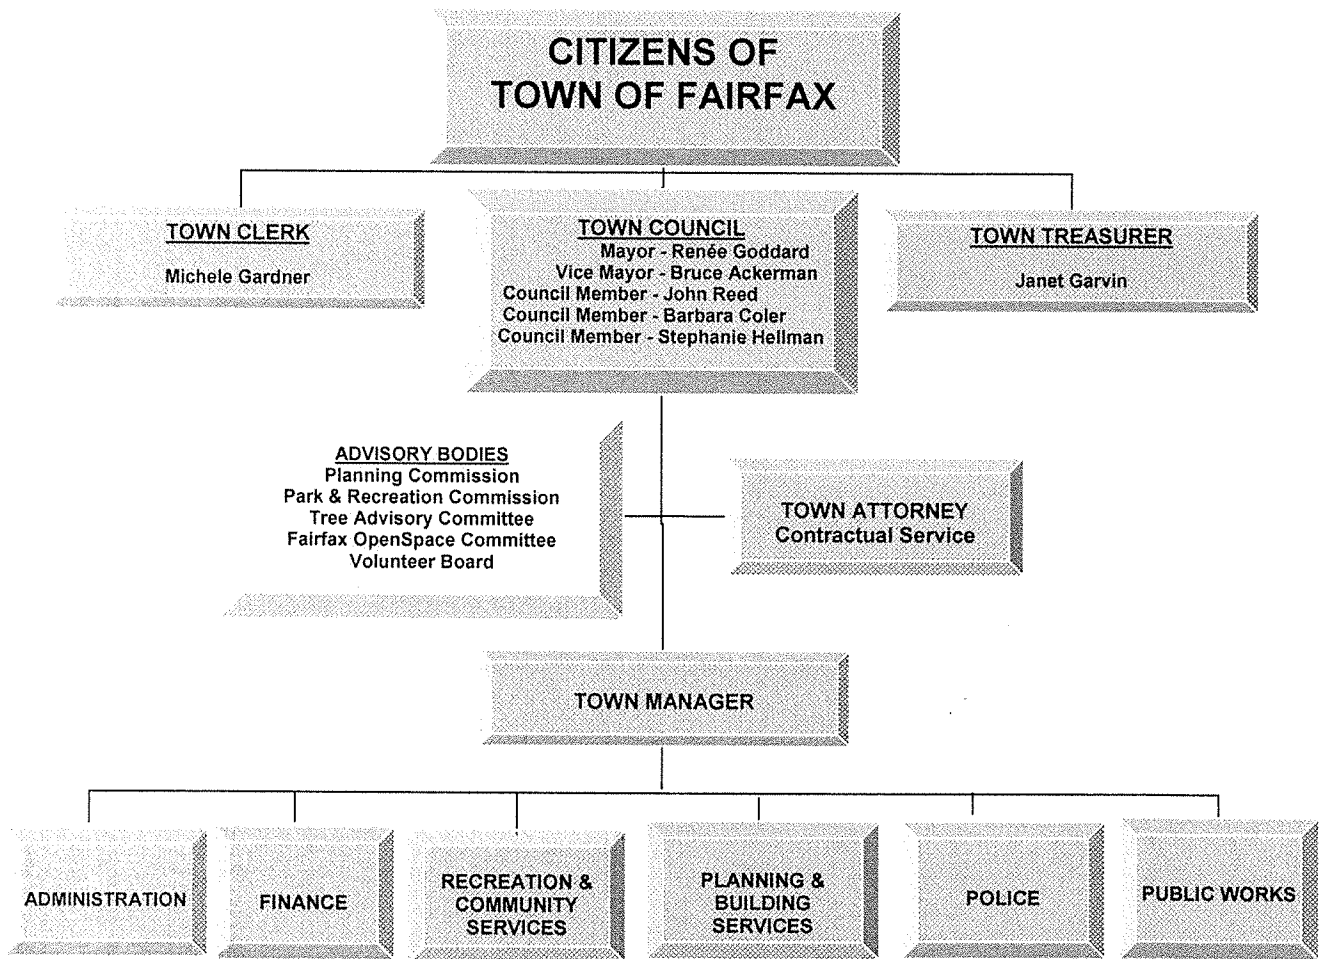 CITIZENS OF
TOWN OF FAIRFAX
TOWN CLERK
Michele Gardner
TOWN COUNCIL
Mayor - Renée Goddard
Vice Mayor - Bruce Ackerman
Council Member - John Reed
Council Member - Barbara Coler
Council Member - Stephanie Hellman
TOWN TREASURER
Janet Garvin
ADVISORY BODIES
Planning Commission
Park & Recreation Commission
Tree Advisory Committee
Fairfax OpenSpace Committee
Volunteer Board
TOWN ATTORNEY
Contractual Service
TOWN MANAGER
ADMINISTRATION
FINANCE
RECREATION &
COMMUNITY
SERVICES
PLANNING &
BUILDING
SERVICES
POLICE
PUBLIC WORKS